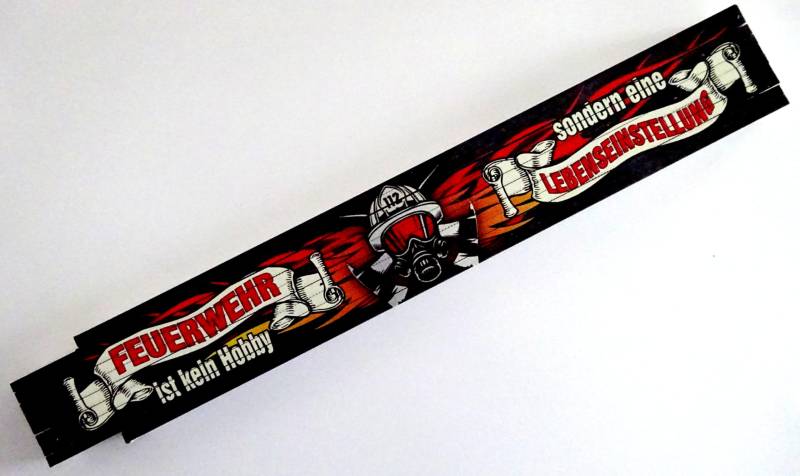 FEUERWEHR
ist kein Hobby
112
sondern eine
LEBENSEINSTELLUNG